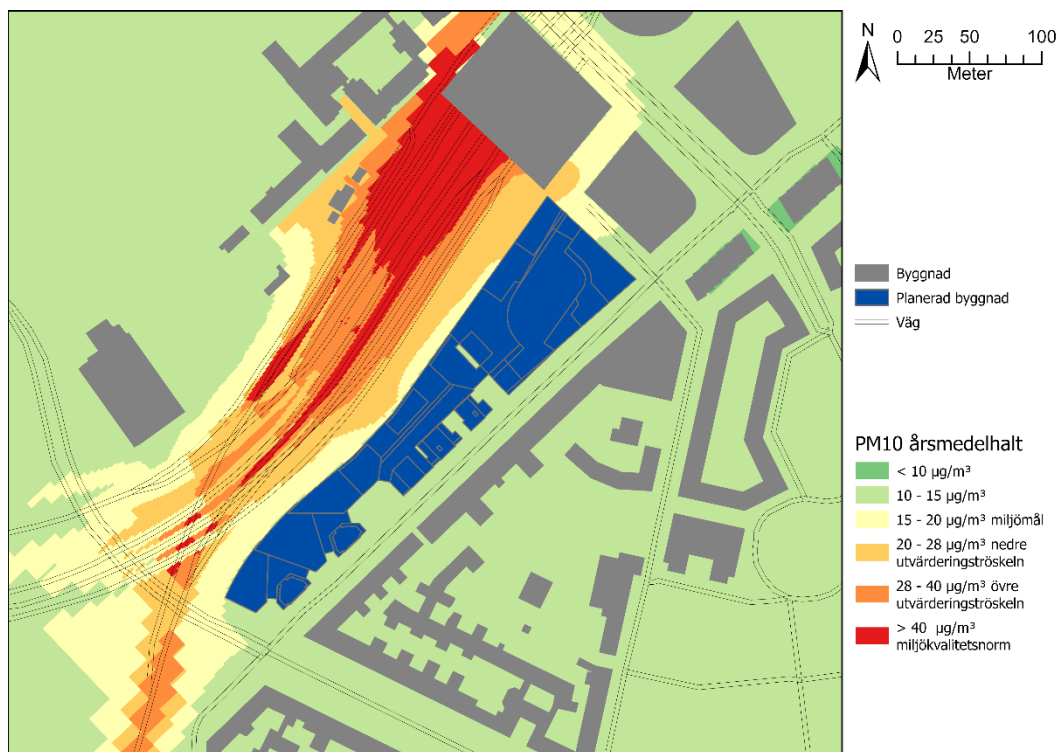 N
0 25 50 100
Meter
Byggnad
Planerad byggnad
Väg
PM10 årsmedelhalt
< 10 µg/m³
10 - 15 µg/m³
15 - 20 µg/m³ miljömål
20 - 28 µg/m³ nedre
utvärderingströskeln
28 - 40 µg/m³ övre
utvärderingströskeln
> 40 µg/m³
miljökvalitetsnorm